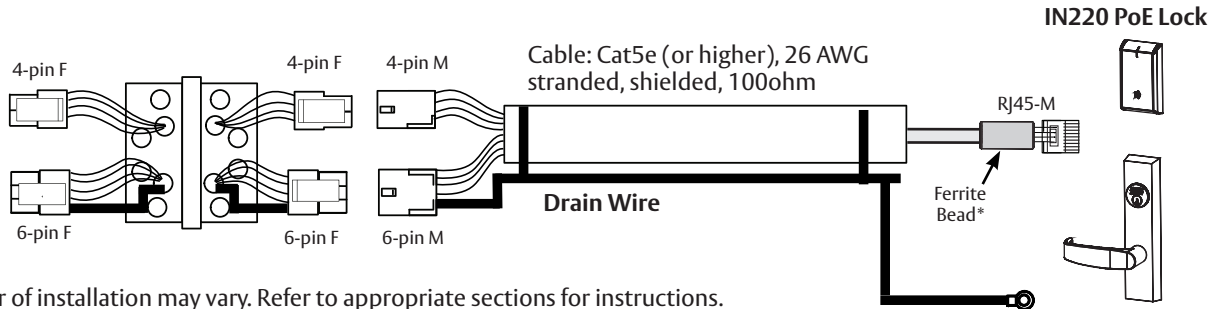 IN220 PoE Lock
4-pin F
4-pin F
4-pin M
Cable: Cat5e (or higher), 26 AWG
stranded, shielded, 100ohm
RJ45-M
Ferrite
Bead*
Drain Wire
6-pin F
6-pin F
6-pin M
r of installation may vary. Refer to appropriate sections for instructions.